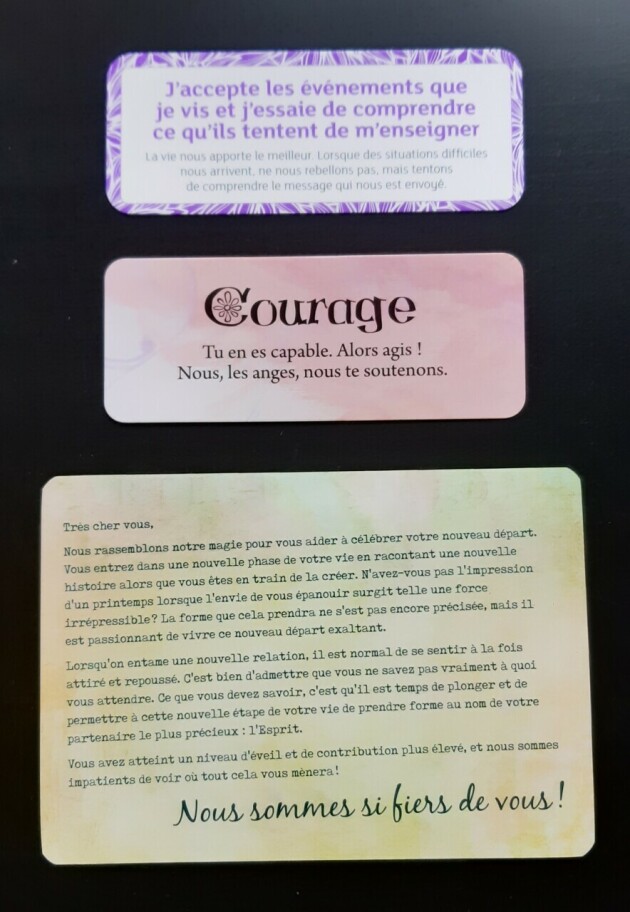 J'accepte les événements que
je vis et j'essaie de comprendre
ce qu'ils tentent de m'enseigner
La vie nous apporte le meilleur. Lorsque des situations difficiles
nous arrivent, ne nous rebellons pas, mais tentons
de comprendre le message qui nous est envoyé.
Courage
Tu en es capable. Alors agis !
Nous, les anges, nous te soutenons.
Très cher vous,
Nous rassemblons notre magie pour vous aider à célébrer votre nouveau départ.
Vous entrez dans une nouvelle phase de votre vie en racontant une nouvelle
histoire alors que vous êtes en train de la créer. N'avez-vous pas l'impression
d'un printemps lorsque l'envie de vous épanouir surgit telle une force
irrépressible? La forme que cela prendra ne s'est pas encore précisée, mais il
est passionnant de vivre ce nouveau départ exaltant.
Lorsqu'on entame une nouvelle relation, il est normal de se sentir à la fois
attiré et repoussé. C'est bien d'admettre que vous ne savez pas vraiment à quoi
vous attendre. Ce que vous devez savoir, c'est qu'il est temps de plonger et de
permettre à cette nouvelle étape de votre vie de prendre forme au nom de votre
partenaire le plus précieux : l'Esprit.
Vous avez atteint un niveau d'éveil et de contribution plus élevé, et nous sommes
impatients de voir où tout cela vous mènera!
Nous sommes si fiers de vous!